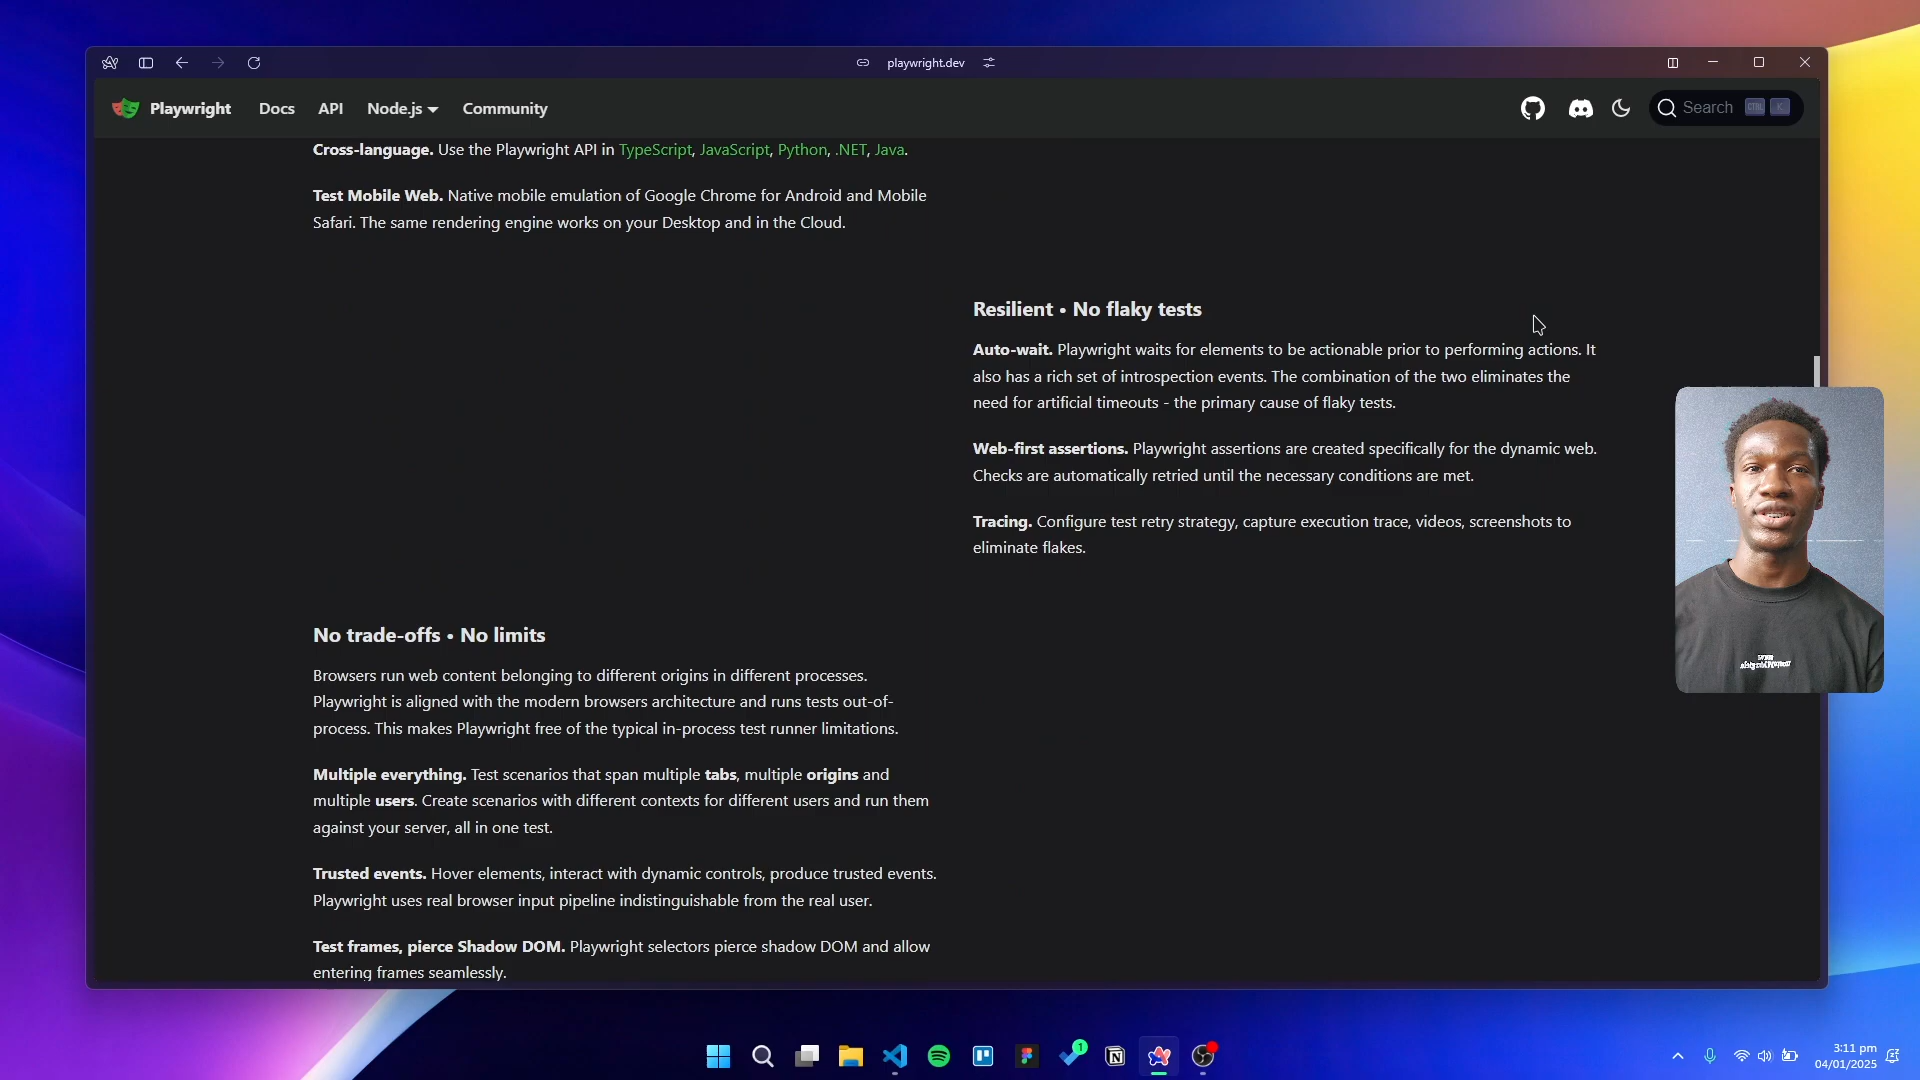 playwright.dev
Playwright Docs API Node.js Community Search CTRL K
Cross-language. Use the Playwright API in TypeScript, JavaScript, Python, .NET, Java.
Test Mobile Web. Native mobile emulation of Google Chrome for Android and Mobile
Safari. The same rendering engine works on your Desktop and in the Cloud.
Resilient • No flaky tests
Auto-wait. Playwright waits for elements to be actionable prior to performing actions. It
also has a rich set of introspection events. The combination of the two eliminates the
need for artificial timeouts - the primary cause of flaky tests.
Web-first assertions. Playwright assertions are created specifically for the dynamic web.
Checks are automatically retried until the necessary conditions are met.
Tracing. Configure test retry strategy, capture execution trace, videos, screenshots to
eliminate flakes.
No trade-offs • No limits
Browsers run web content belonging to different origins in different processes.
Playwright is aligned with the modern browsers architecture and runs tests out-of-
process. This makes Playwright free of the typical in-process test runner limitations.
Multiple everything. Test scenarios that span multiple tabs, multiple origins and
multiple users. Create scenarios with different contexts for different users and run them
against your server, all in one test.
Trusted events. Hover elements, interact with dynamic controls, produce trusted events.
Playwright uses real browser input pipeline indistinguishable from the real user.
Test frames, pierce Shadow DOM. Playwright selectors pierce shadow DOM and allow
entering frames seamlessly.
1
3:11 pm
04/01/2025